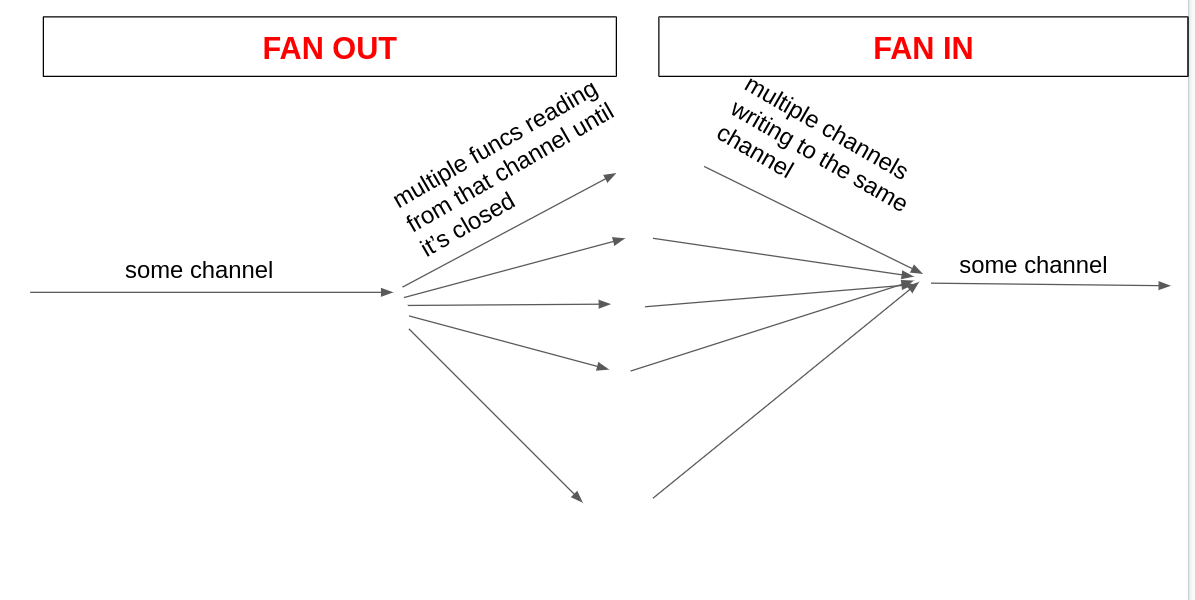 FAN OUT
FAN IN
multiple funcs reading
from that channel until
it's closed
multiple channels
writing to the same
channel
some channel
some channel